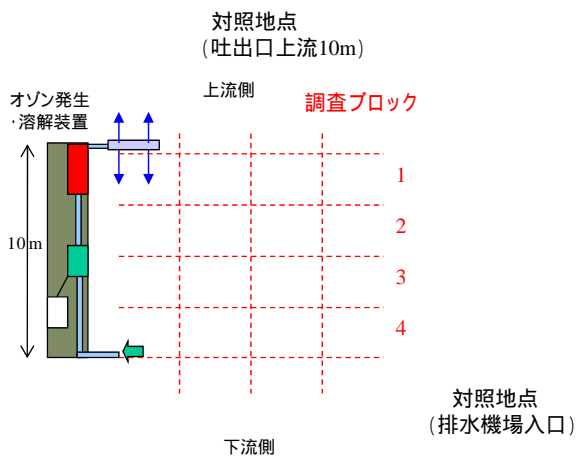 対照地点
(吐出口上流10m)
上流側
調査ブロック
オゾン発生
・溶解装置
1
2
10m
3
4
対照地点
(排水機場入口)
下流側